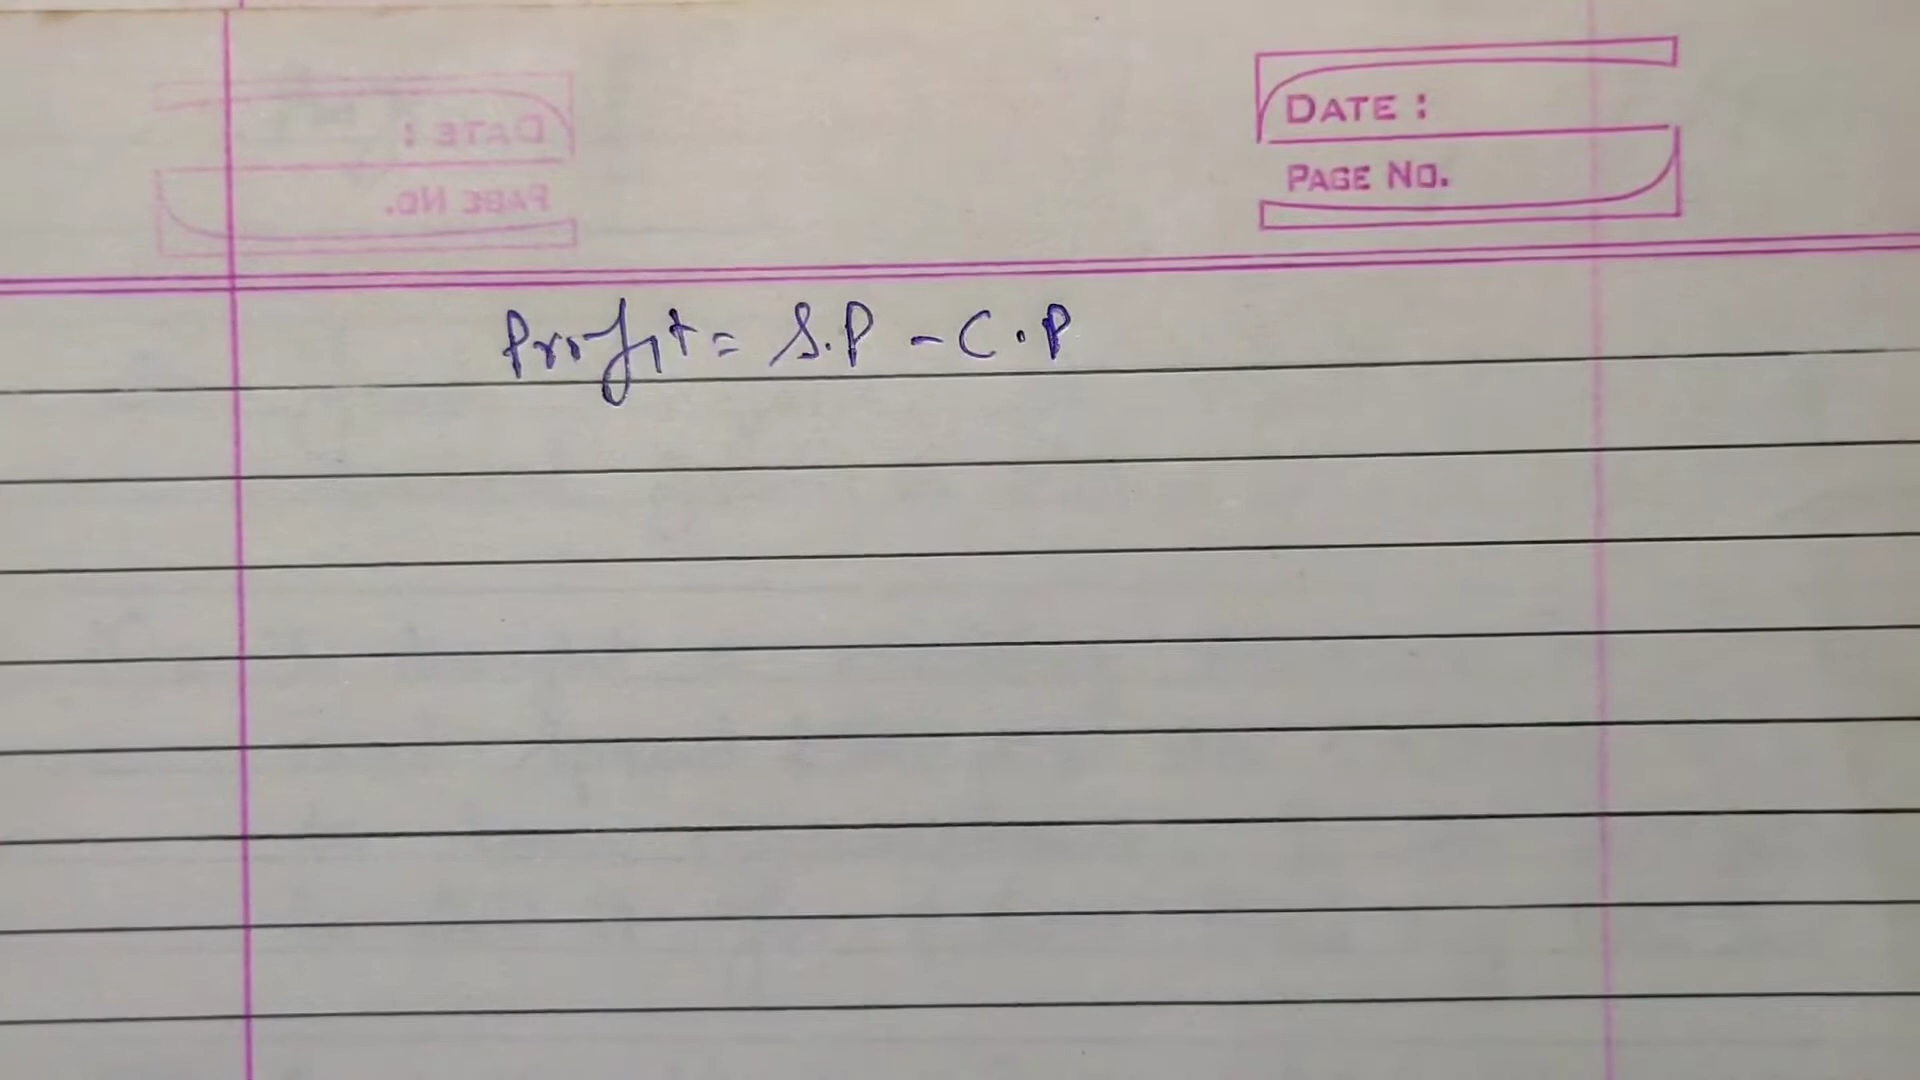 DATE :
PAGE NO.
DATE :
PAGE NO.
Profit = S.P - C.P